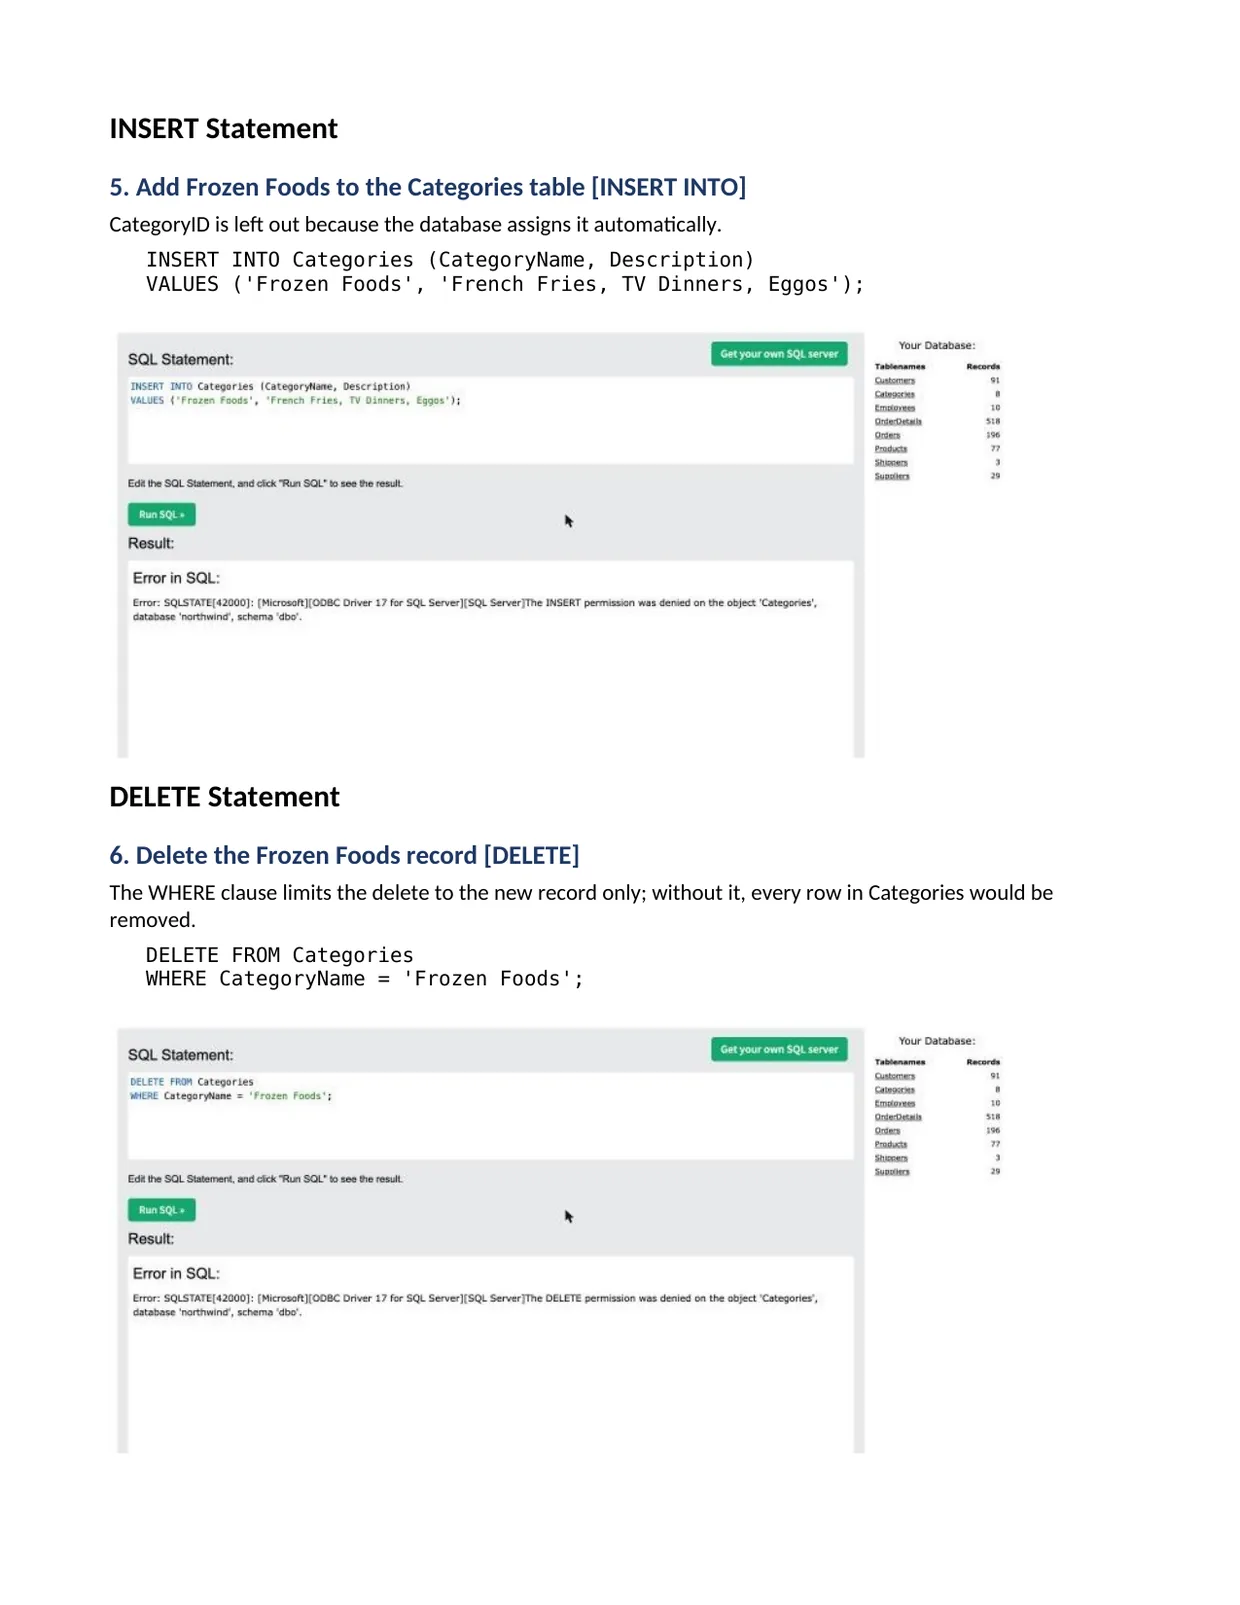 INSERT Statement
5. Add Frozen Foods to the Categories table [INSERT INTO]
CategoryID is left out because the database assigns it automatically.
INSERT INTO Categories (CategoryName, Description)
VALUES ('Frozen Foods', 'French Fries, TV Dinners, Eggos');
SQL Statement:
Get your own SQL server
INSERT INTO Categories (CategoryName, Description)
VALUES ('Frozen Foods', 'French Fries, TV Dinners, Eggos');
Edit the SQL Statement, and click "Run SQL" to see the result.
Run SQL »
Result:
Error in SQL:
Error: SQLSTATE[42000]: [Microsoft][ODBC Driver 17 for SQL Server][SQL Server]The INSERT permission was denied on the object 'Categories',
database 'northwind', schema 'dbo'.
Your Database:
Tablenames Records
Customers 91
Categories 8
Employees 10
OrderDetails 518
Orders 196
Products 77
Shippers 3
Suppliers 29
DELETE Statement
6. Delete the Frozen Foods record [DELETE]
The WHERE clause limits the delete to the new record only; without it, every row in Categories would be
removed.
DELETE FROM Categories
WHERE CategoryName = 'Frozen Foods';
SQL Statement:
Get your own SQL server
DELETE FROM Categories
WHERE CategoryName = 'Frozen Foods';
Edit the SQL Statement, and click "Run SQL" to see the result.
Run SQL »
Result:
Error in SQL:
Error: SQLSTATE[42000]: [Microsoft][ODBC Driver 17 for SQL Server][SQL Server]The DELETE permission was denied on the object 'Categories',
database 'northwind', schema 'dbo'.
Your Database:
Tablenames Records
Customers 91
Categories 8
Employees 10
OrderDetails 518
Orders 196
Products 77
Shippers 3
Suppliers 29